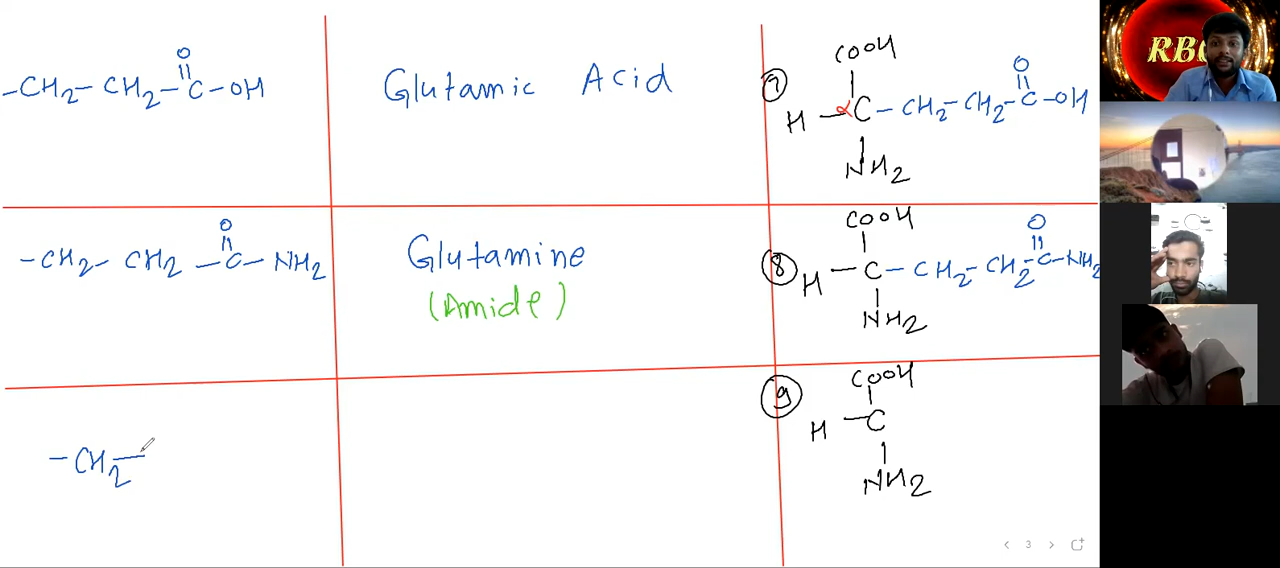 O
-CH2-CH2-C-OH
Glutamic Acid
7
COOH
O
H-αC-CH2-CH2-C-OH
NH2
O
-CH2-CH2-C-NH2
Glutamine
(Amide)
8
COOH
O
H-C-CH2-CH2-C-NH2
NH2
-CH2-
9
COOH
H-C
NH2
< 3 >